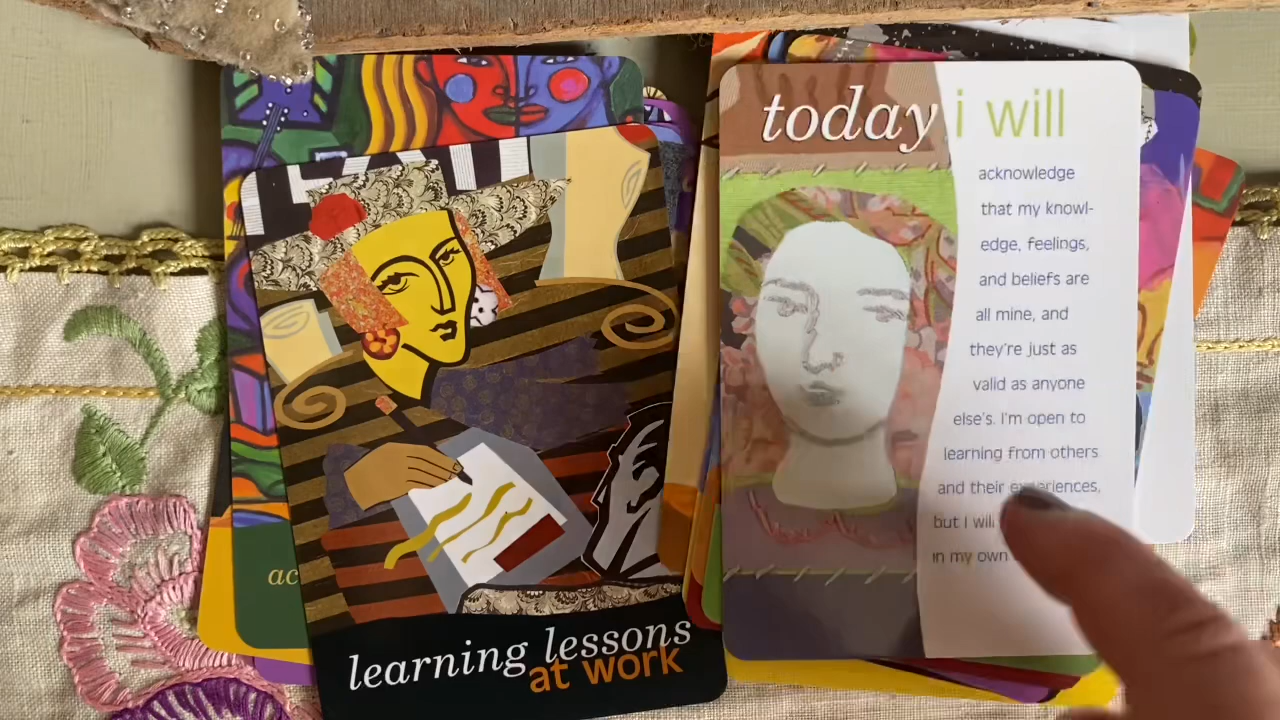 ac
learning lessons
at work
today i will
acknowledge
that my knowl-
edge, feelings,
and beliefs are
all mine, and
they're just as
valid as anyone
else's. I'm open to
learning from others
and their experiences,
but I will
in my own